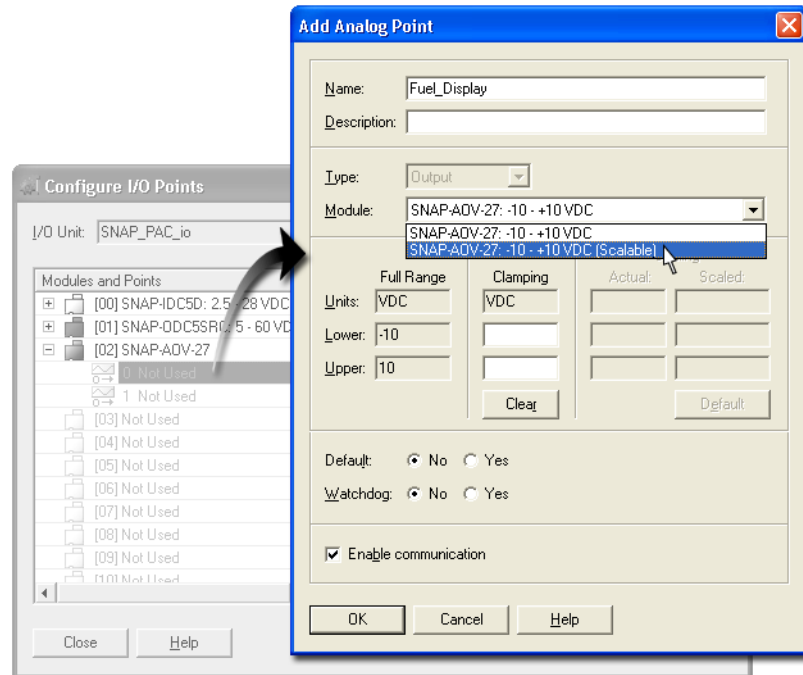 Add Analog Point
Name: Fuel_Display
Description:
Type: Output
Module: SNAP-AOV-27: -10 - +10 VDC
SNAP-AOV-27: -10 - +10 VDC
SNAP-AOV-27: -10 - +10 VDC (Scalable)
Full Range Clamping Actual: Scaled:
Units: VDC VDC
Lower: -10
Upper: 10
Clear Default
Default: No Yes
Watchdog: No Yes
Enable communication
OK Cancel Help
Configure I/O Points
I/O Unit: SNAP_PAC_io
Modules and Points
[00] SNAP-IDC5D: 2.5 - 28 VDC
[01] SNAP-ODC5SRC: 5 - 60 VD
[02] SNAP-AOV-27
0 Not Used
1 Not Used
[03] Not Used
[04] Not Used
[05] Not Used
[06] Not Used
[07] Not Used
[08] Not Used
[09] Not Used
[10] Not Used
Close Help